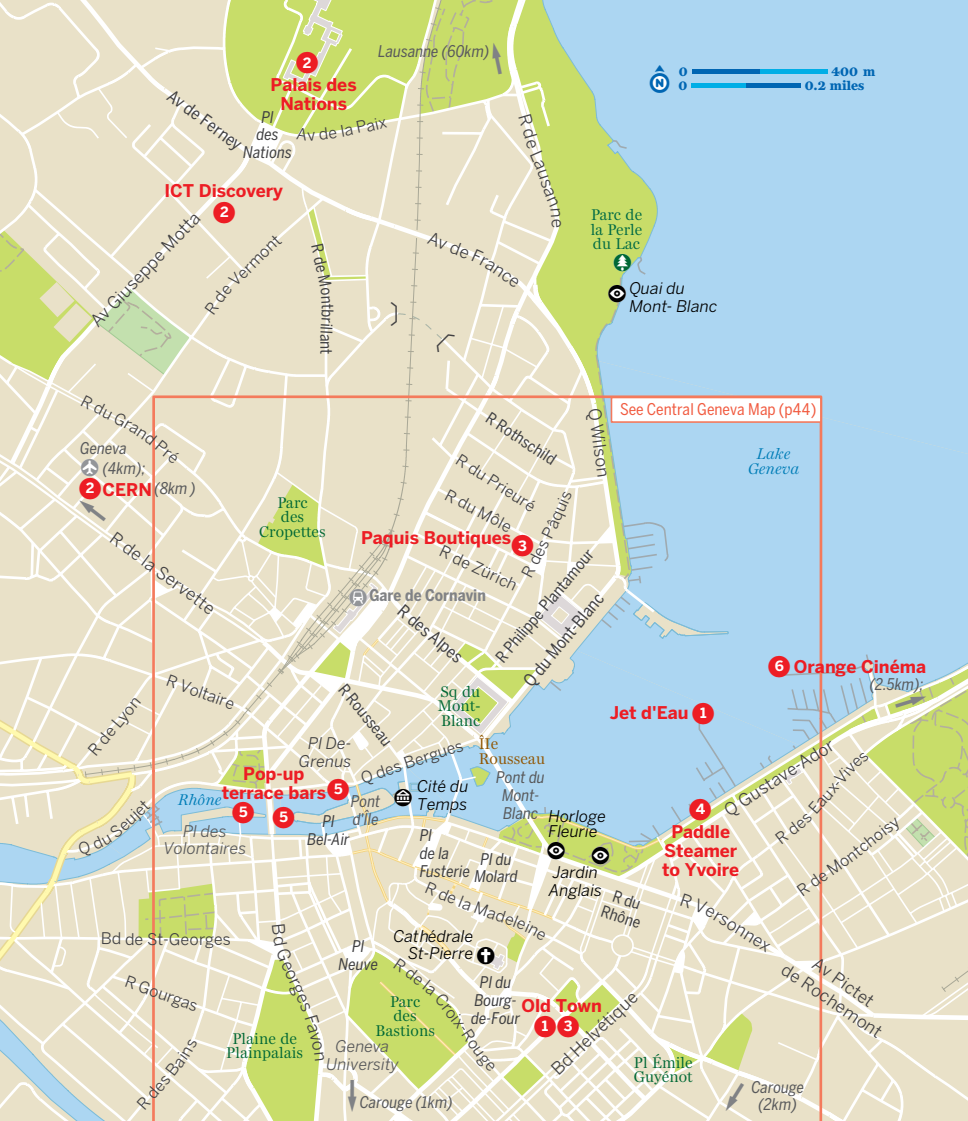 Lausanne (60km)
0
400 m
N
0
0.2 miles
2
Palais des
Nations
Av de Ferney
Pl
des
Nations
Av de la Paix
R de Lausanne
ICT Discovery
2
Parc de
la Perle
du Lac
Av Giuseppe Motta
R de Vermont
R de Montbrillant
Av de France
Quai du
Mont- Blanc
See Central Geneva Map (p44)
R du Grand Pré
R Rothschild
Q Wilson
Geneva
(4km);
2
CERN
(8km)
Lake
Geneva
R du Prieuré
R du Môle
Parc
des
Cropettes
Paquis Boutiques
3
R des Pâquis
R de Zürich
R de la Servette
Gare de Cornavin
R des Alpes
R Philippe Plantamour
Q du Mont-Blanc
6
Orange Cinéma
(2.5km);
R Voltaire
R de Lyon
R Rousseau
Sq du
Mont-
Blanc
Jet d'Eau
1
Pl De-
Grenus
Q des Bergues
Île
Rousseau
Pop-up
terrace bars
5
Rhône
5
5
Pont
d'Île
Cité du
Temps
Pont du
Mont-
Blanc
Q Gustave-Ador
Q du Seujet
Pl des
Volontaires
Pl
Bel-Air
Pl
de la
Fusterie
Pl du
Molard
Horloge
Fleurie
Jardin
Anglais
4
Paddle
Steamer
to Yvoire
R des Eaux-Vives
R de Montchoisy
R de la Madeleine
R du
Rhône
R Versonnex
Bd de St-Georges
Bd Georges Favon
Pl
Neuve
Cathédrale
St-Pierre
Av Pictet
de Rochemont
R Gourgas
R de la Croix-Rouge
Pl du
Bourg-
de-Four
Old Town
1
3
Parc
des
Bastions
Bd Helvétique
Plaine de
Plainpalais
Geneva
University
Pl Émile
Guyénot
R des Bains
Carouge (1km)
Carouge
(2km)